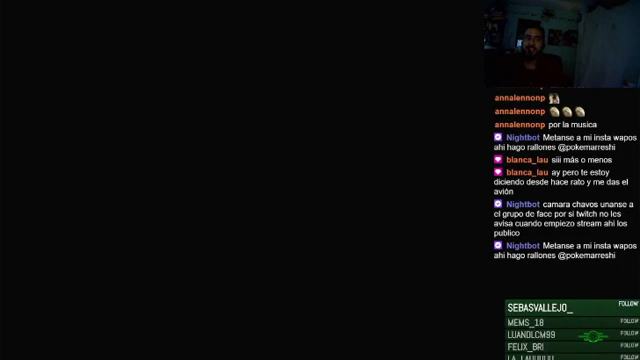 annalennonp
annalennonp
annalennonp por la musica
Nightbot Metanse a mi insta wapos
ahi hago rallones @pokemarreshi
blanca_lau siii más o menos
blanca_lau ay pero te estoy
diciendo desde hace rato y me das el
avión
Nightbot camara chavos unanse a
el grupo de face por si twitch no les
avisa cuando empiezo stream ahi los
publico
Nightbot Metanse a mi insta wapos
ahi hago rallones @pokemarreshi
SEBASVALLEJO_ FOLLOW
MEMS_18 FOLLOW
LUANDLCM99 FOLLOW
FELIX_BRI FOLLOW